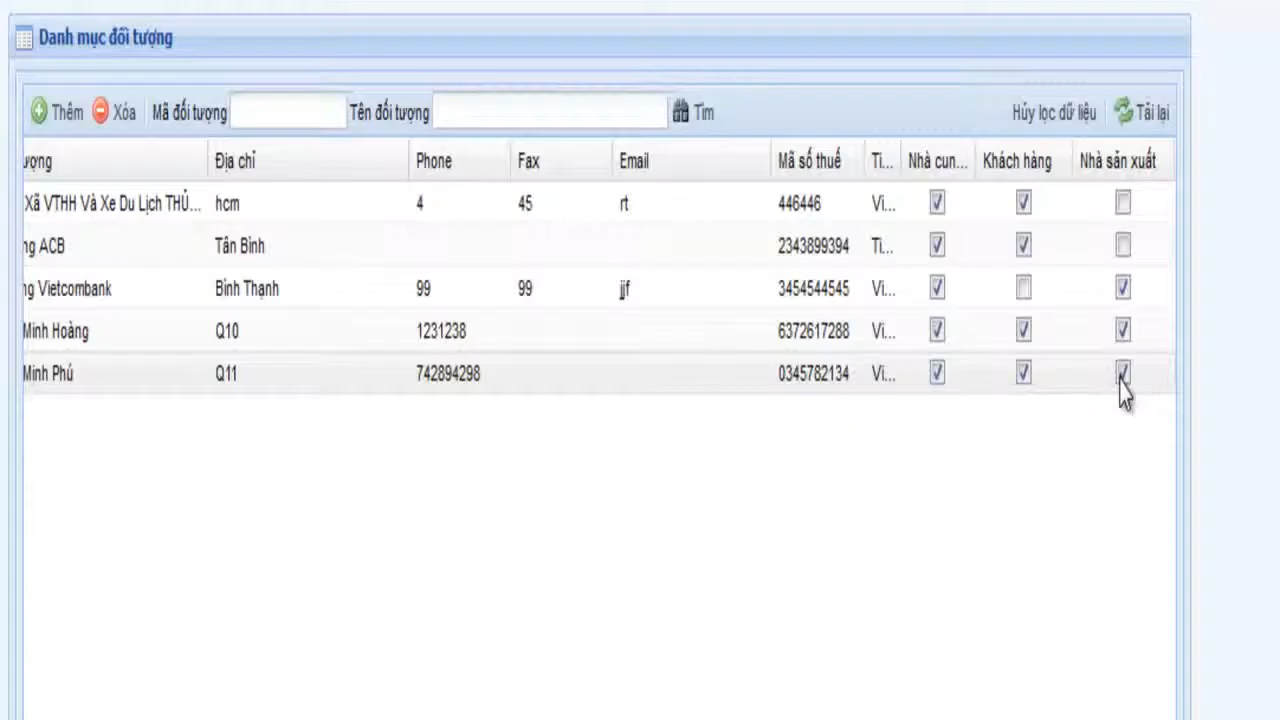 Danh mục đối tượng
Thêm Xóa Mã đối tượng Tên đối tượng Tìm Hủy lọc dữ liệu Tải lại
ượng Địa chỉ Phone Fax Email Mã số thuế Ti... Nhà cun... Khách hàng Nhà sản xuất
Xã VTHH Và Xe Du Lịch THỦ... hcm 4 45 rt 446446 Vi...
ng ACB Tân Bình 2343899394 Ti...
ng Vietcombank Bình Thạnh 99 99 jjf 3454544545 Vi...
Minh Hoàng Q10 1231238 6372617288 Vi...
Minh Phú Q11 742894298 0345782134 Vi...